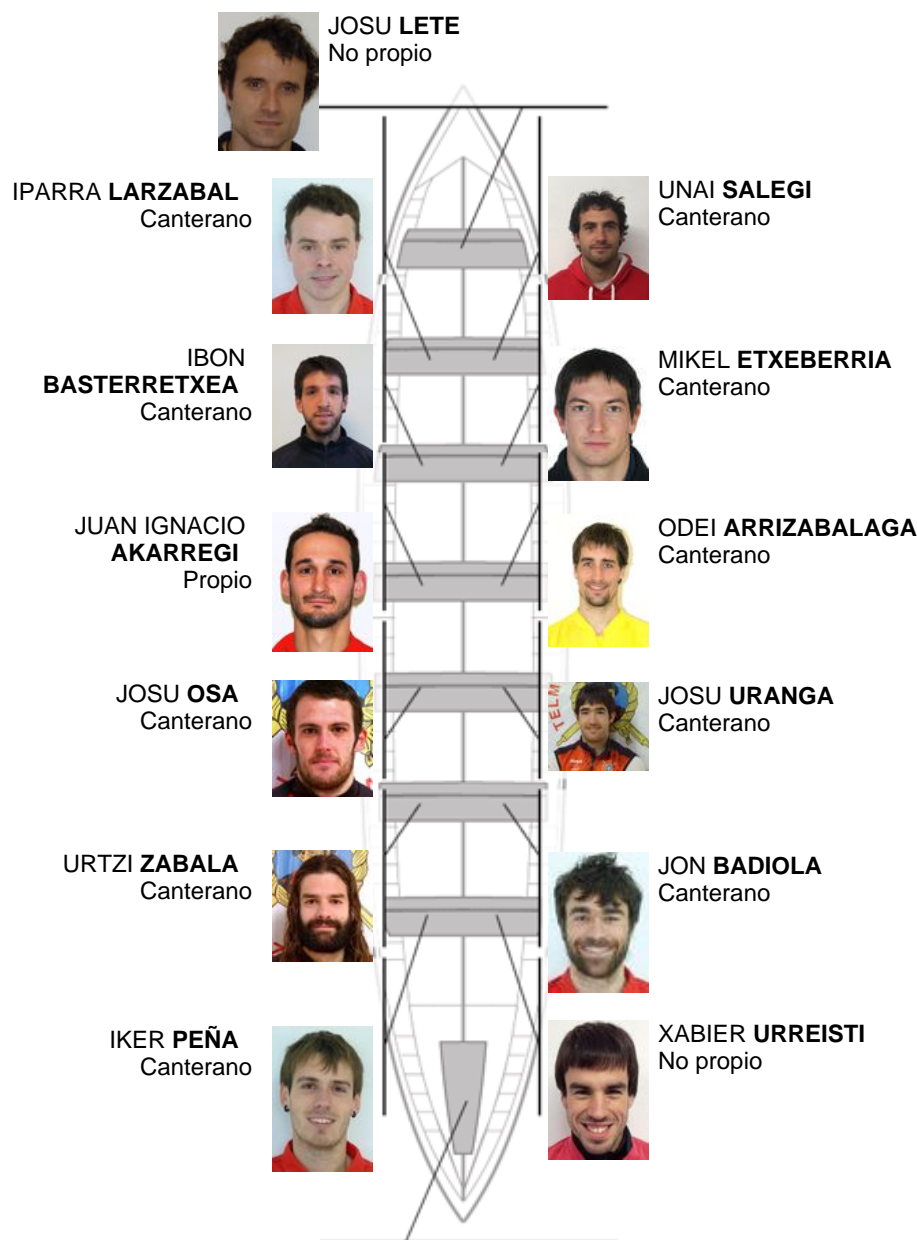 JOSU LETE
No propio
IPARRA LARZABAL
Canterano
UNAI SALEGI
Canterano
IBON
BASTERRETXEA
Canterano
MIKEL ETXEBERRIA
Canterano
JUAN IGNACIO
AKARREGI
Propio
ODEI ARRIZABALAGA
Canterano
JOSU OSA
Canterano
TELM
JOSU URANGA
Canterano
URTZI ZABALA
Canterano
JON BADIOLA
Canterano
IKER PEÑA
Canterano
XABIER URREISTI
No propio